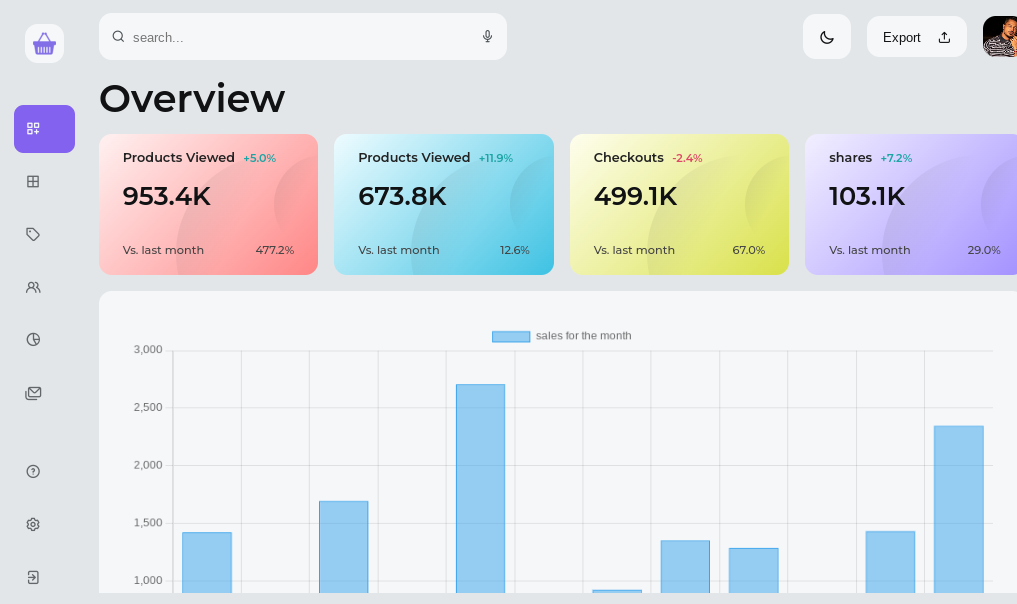 search...
Export
Overview
Products Viewed +5.0%
953.4K
Vs. last month 477.2%
Products Viewed +11.9%
673.8K
Vs. last month 12.6%
Checkouts -2.4%
499.1K
Vs. last month 67.0%
shares +7.2%
103.1K
Vs. last month 29.0%
sales for the month
3,000
2,500
2,000
1,500
1,000